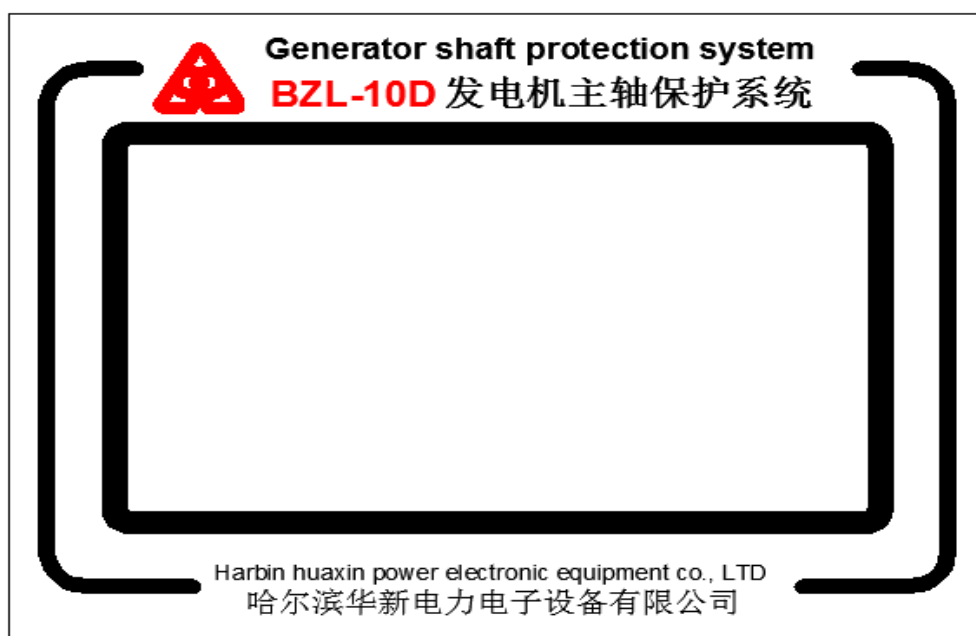 Generator shaft protection system
BZL-10D 发电机主轴保护系统
Harbin huaxin power electronic equipment co., LTD
哈尔滨华新电力电子设备有限公司